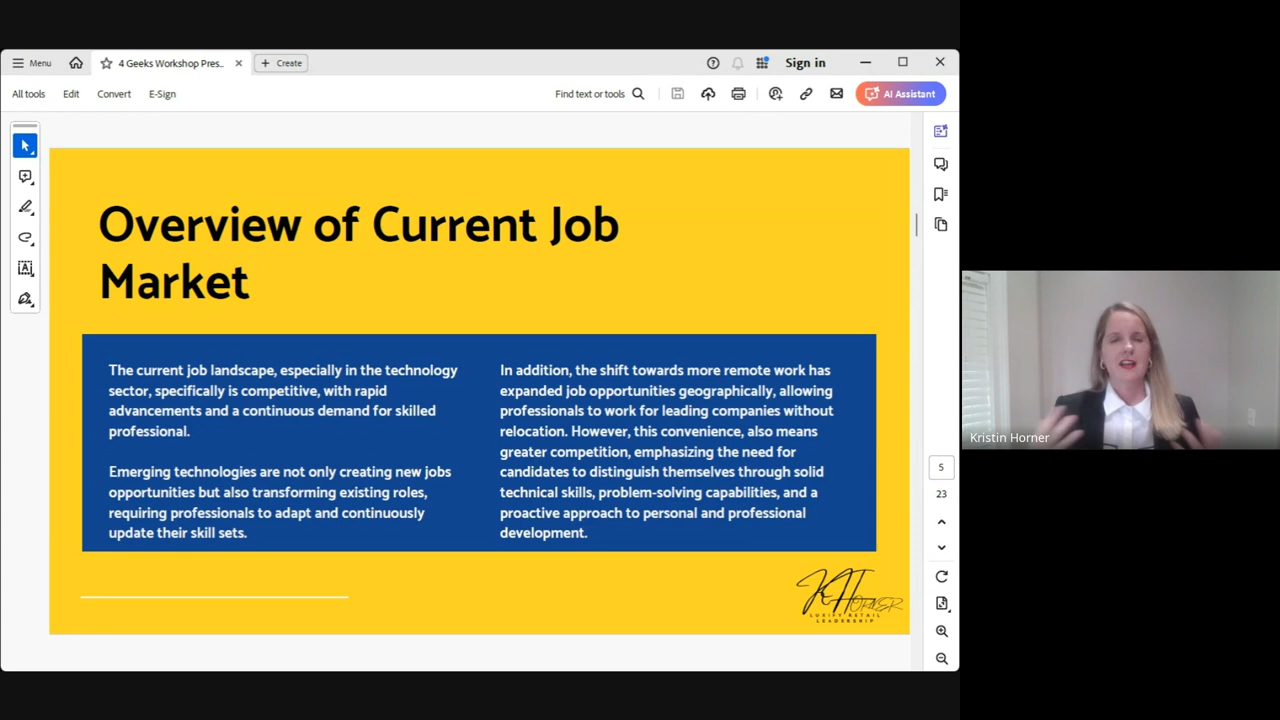 Menu
4 Geeks Workshop Pres...
Create
Sign in
All tools
Edit
Convert
E-Sign
Find text or tools
AI Assistant
Overview of Current Job
Market
The current job landscape, especially in the technology
sector, specifically is competitive, with rapid
advancements and a continuous demand for skilled
professional.
Emerging technologies are not only creating new jobs
opportunities but also transforming existing roles,
requiring professionals to adapt and continuously
update their skill sets.
In addition, the shift towards more remote work has
expanded job opportunities geographically, allowing
professionals to work for leading companies without
relocation. However, this convenience, also means
greater competition, emphasizing the need for
candidates to distinguish themselves through solid
technical skills, problem-solving capabilities, and a
proactive approach to personal and professional
development.
KHORNER
LUXIFY RETAIL
LEADERSHIP
5
23
Kristin Horner